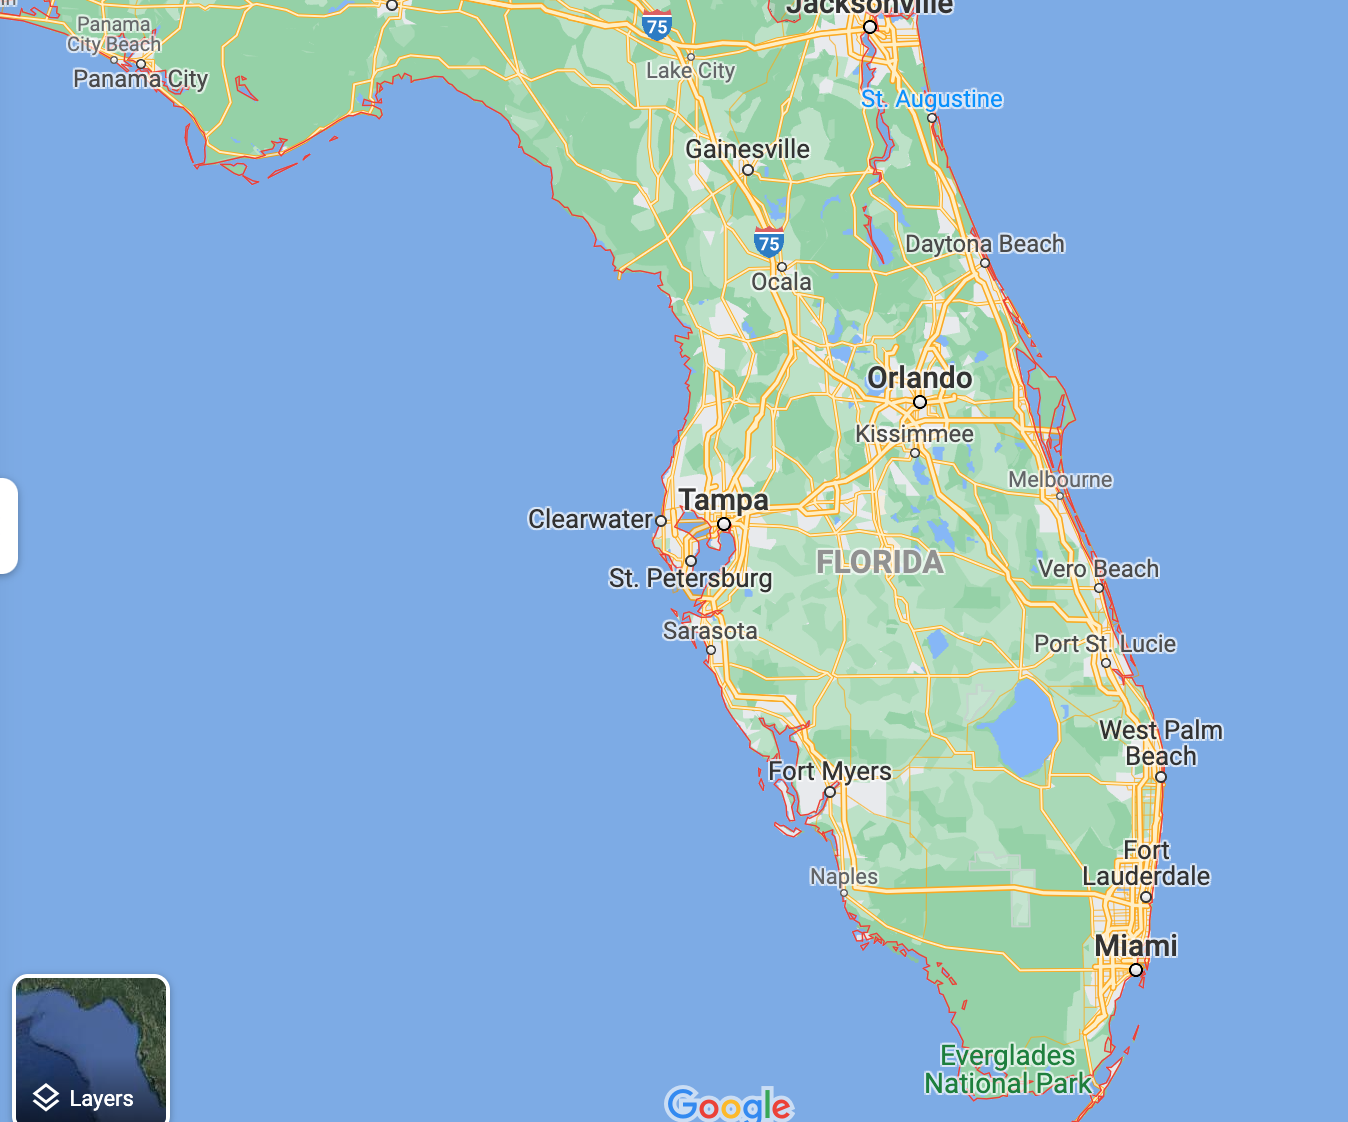 Jacksonville
Panama
City Beach
75
Panama City
Lake City
St. Augustine
Gainesville
75
Daytona Beach
Ocala
Orlando
Kissimmee
Melbourne
Tampa
Clearwater
FLORIDA
Vero Beach
St. Petersburg
Sarasota
Port St. Lucie
West Palm
Beach
Fort Myers
Fort
Lauderdale
Naples
Miami
Everglades
National Park
Layers
Google